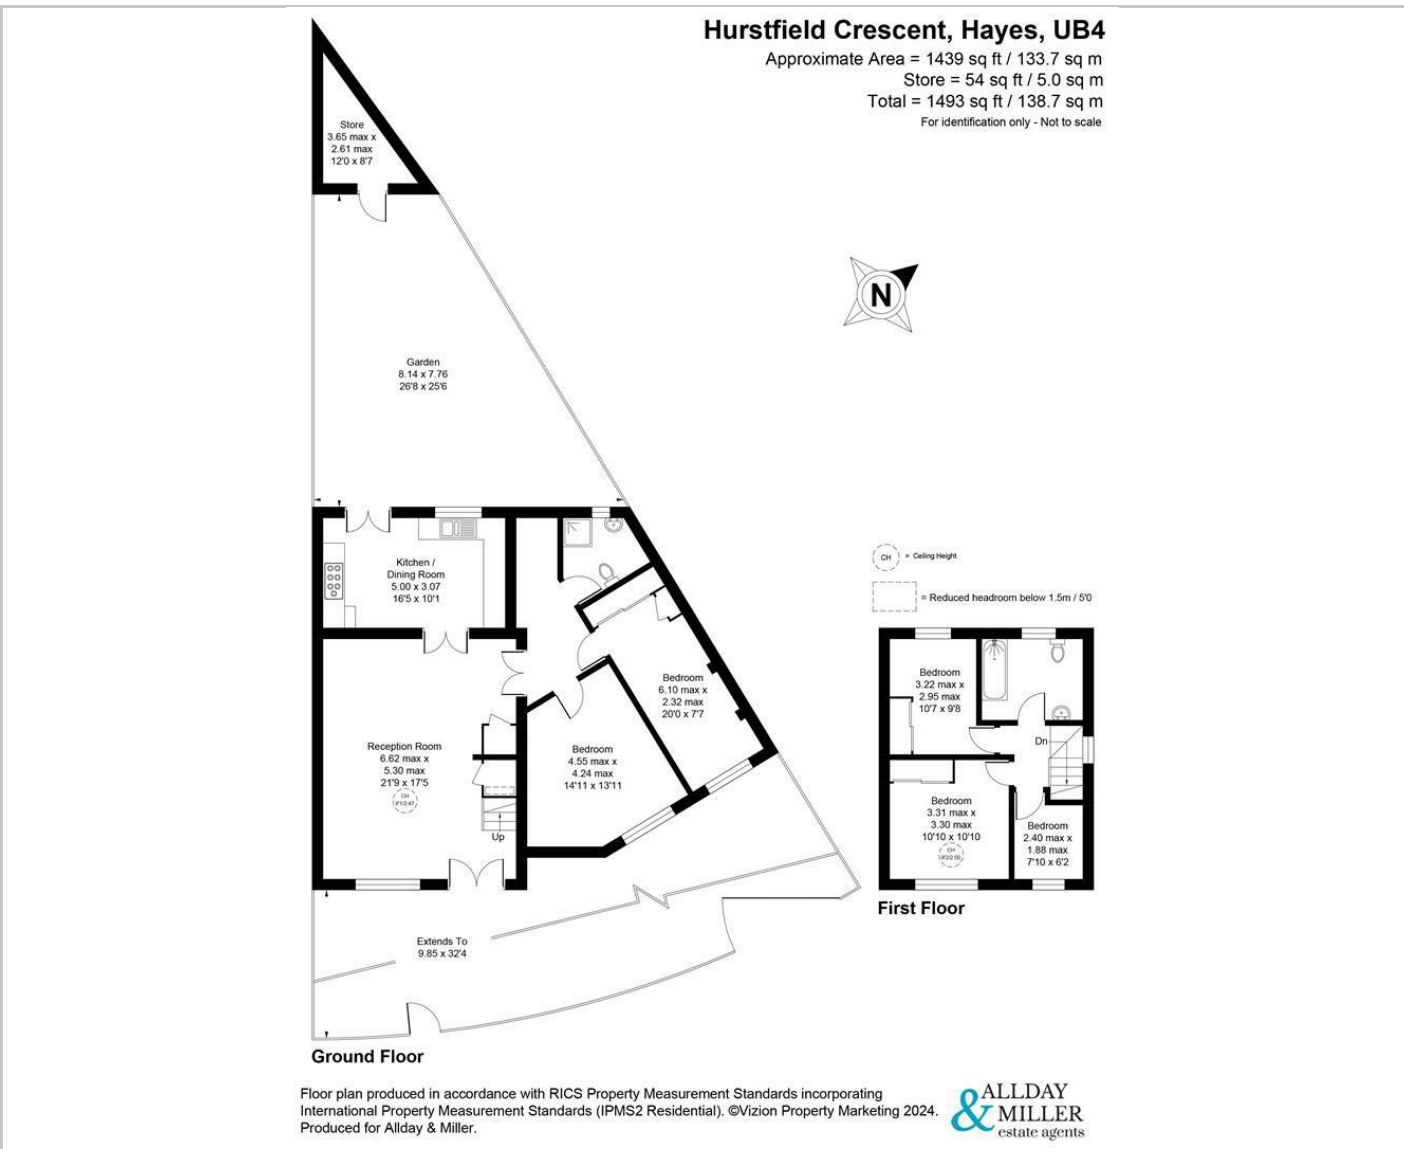 Hurstfield Crescent, Hayes, UB4
Approximate Area = 1439 sq ft / 133.7 sq m
Store = 54 sq ft / 5.0 sq m
Total = 1493 sq ft / 138.7 sq m
For identification only - Not to scale
Store
3.65 max x
2.61 max
12'0 x 8'7
N
Garden
8.14 x 7.76
26'8 x 25'6
Kitchen /
Dining Room
5.00 x 3.07
16'5 x 10'1
Bedroom
6.10 max x
2.32 max
20'0 x 7'7
Reception Room
6.62 max x
5.30 max
21'9 x 17'5
CH
Bedroom
4.55 max x
4.24 max
14'11 x 13'11
Up
Extends To
9.85 x 32'4
Ground Floor
CH = Ceiling Height
= Reduced headroom below 1.5m / 5'0
Bedroom
3.22 max x
2.95 max
10'7 x 9'8
Dn
Bedroom
3.31 max x
3.30 max
10'10 x 10'10
CH
Bedroom
2.40 max x
1.88 max
7'10 x 6'2
First Floor
Floor plan produced in accordance with RICS Property Measurement Standards incorporating
International Property Measurement Standards (IPMS2 Residential). ©Vizion Property Marketing 2024.
Produced for Allday & Miller.
ALLDAY
& MILLER
estate agents